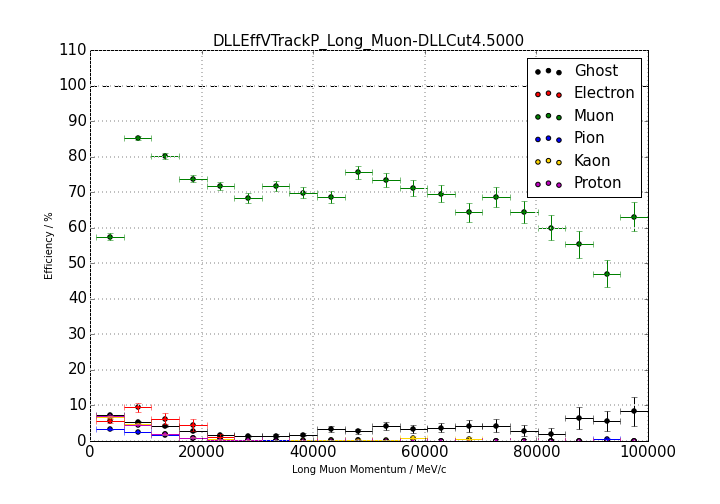 DLLEffVTrackP_Long_Muon-DLLCut4.5000
110
100
90
80
70
60
50
40
30
20
10
0
Efficiency / %
Ghost
Electron
Muon
Pion
Kaon
Proton
0 20000 40000 60000 80000 100000
Long Muon Momentum / MeV/c